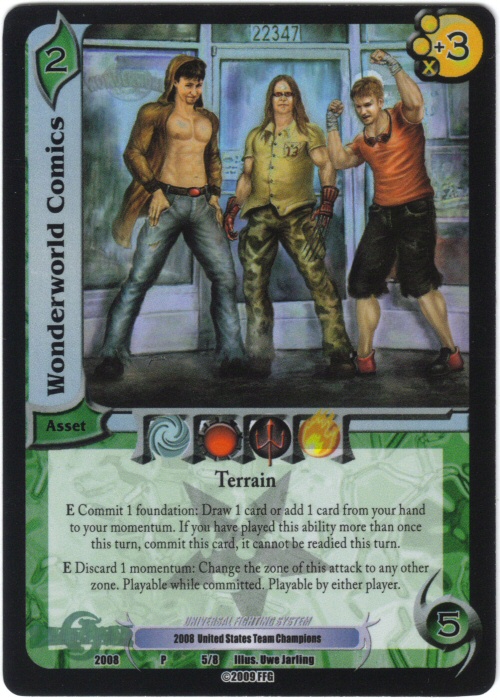 2
22347
+3
X
Wonderworld Comics
13
Asset
Terrain
E Commit 1 foundation: Draw 1 card or add 1 card from your hand
to your momentum. If you have played this ability more than once
this turn, commit this card, it cannot be readied this turn.
E Discard 1 momentum: Change the zone of this attack to any other
zone. Playable while committed. Playable by either player.
UNIVERSAL FIGHTING SYSTEM
2008 United States Team Champions
5
2008 P 5/8 Illus. Uwe Jarling
©2009 FFG